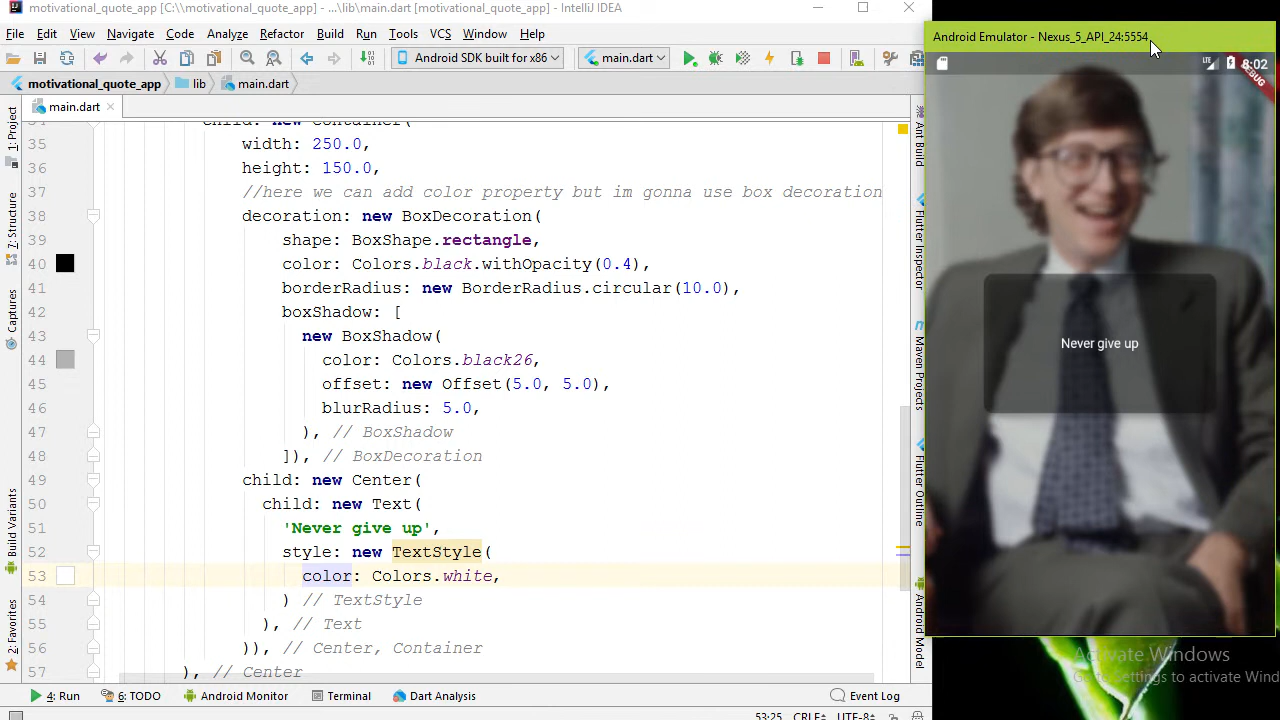 motivational_quote_app [C:\\motivational_quote_app] - ...\lib\main.dart [motivational_quote_app] - IntelliJ IDEA
File Edit View Navigate Code Analyze Refactor Build Run Tools VCS Window Help
Android SDK built for x86 main.dart
motivational_quote_app lib main.dart
main.dart
child: new Container(
35 width: 250.0,
36 height: 150.0,
37 //here we can add color property but im gonna use box decoration
38 decoration: new BoxDecoration(
39 shape: BoxShape.rectangle,
40 color: Colors.black.withOpacity(0.4),
41 borderRadius: new BorderRadius.circular(10.0),
42 boxShadow: [
43 new BoxShadow(
44 color: Colors.black26,
45 offset: new Offset(5.0, 5.0),
46 blurRadius: 5.0,
47 ), // BoxShadow
48 ]), // BoxDecoration
49 child: new Center(
50 child: new Text(
51 'Never give up',
52 style: new TextStyle(
53 color: Colors.white,
54 ) // TextStyle
55 ), // Text
56 )), // Center, Container
57 ), // Center
1: Project
7: Structure
Captures
Build Variants
2: Favorites
Ant Build
Flutter Inspector
Maven Projects
Flutter Outline
Android Model
4: Run 6: TODO Android Monitor Terminal Dart Analysis Event Log
53:25 CRLF UTF-8
Android Emulator - Nexus_5_API_24:5554
LTE 8:02
DEBUG
Never give up
Activate Windows
Go to Settings to activate Wind